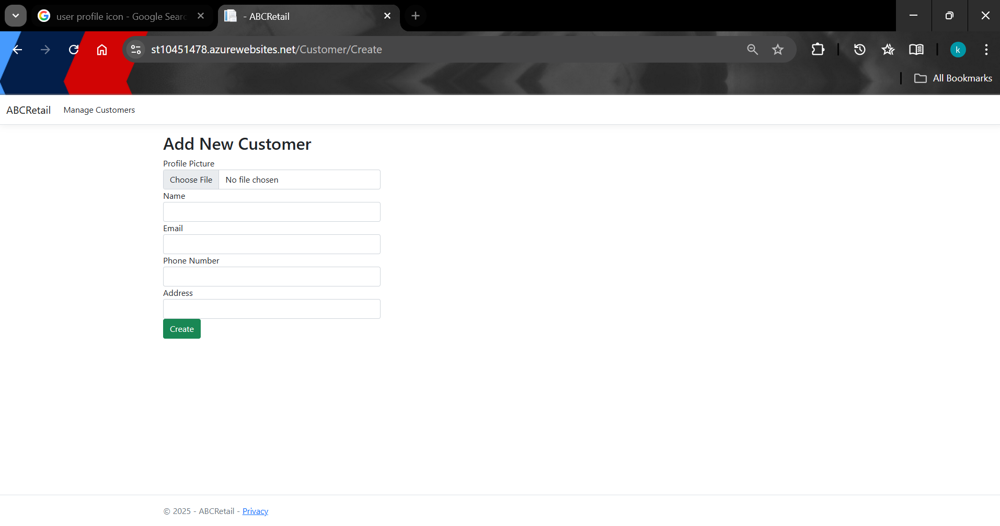 user profile icon - Google Searc
- ABCRetail
st10451478.azurewebsites.net/Customer/Create
k
All Bookmarks
ABCRetail
Manage Customers
Add New Customer
Profile Picture
Choose File
No file chosen
Name
Email
Phone Number
Address
Create
© 2025 - ABCRetail - Privacy